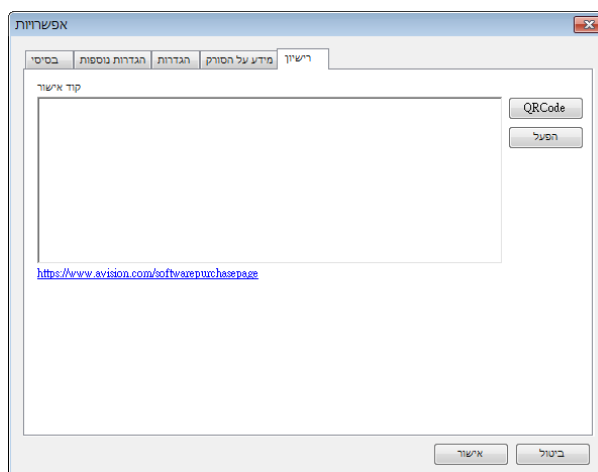 אפשרויות
בסיסי הגדרות נוספות הגדרות מידע על הסורק רישיון
קוד אישור
QRCode
הפעל
https://www.avision.com/softwarepurchasepage
אישור ביטול